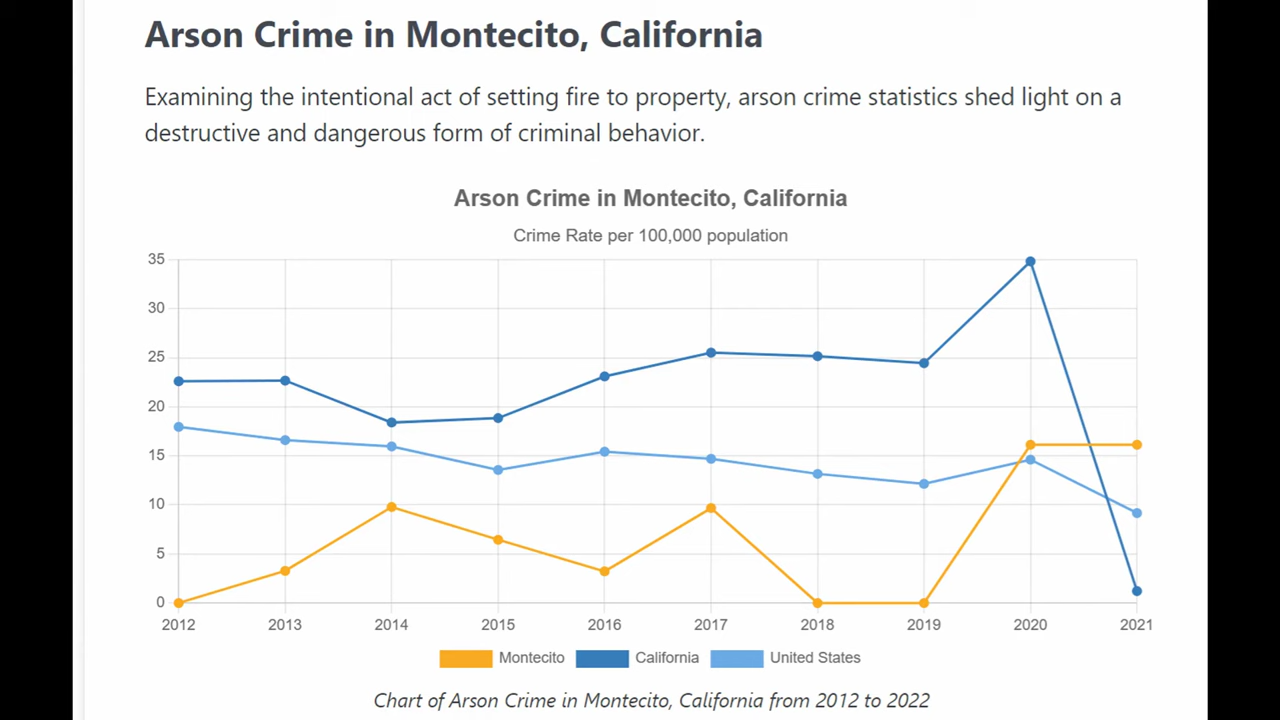 Arson Crime in Montecito, California
Examining the intentional act of setting fire to property, arson crime statistics shed light on a
destructive and dangerous form of criminal behavior.
Arson Crime in Montecito, California
Crime Rate per 100,000 population
35
30
25
20
15
10
5
0
2012 2013 2014 2015 2016 2017 2018 2019 2020 2021
Montecito California United States
Chart of Arson Crime in Montecito, California from 2012 to 2022